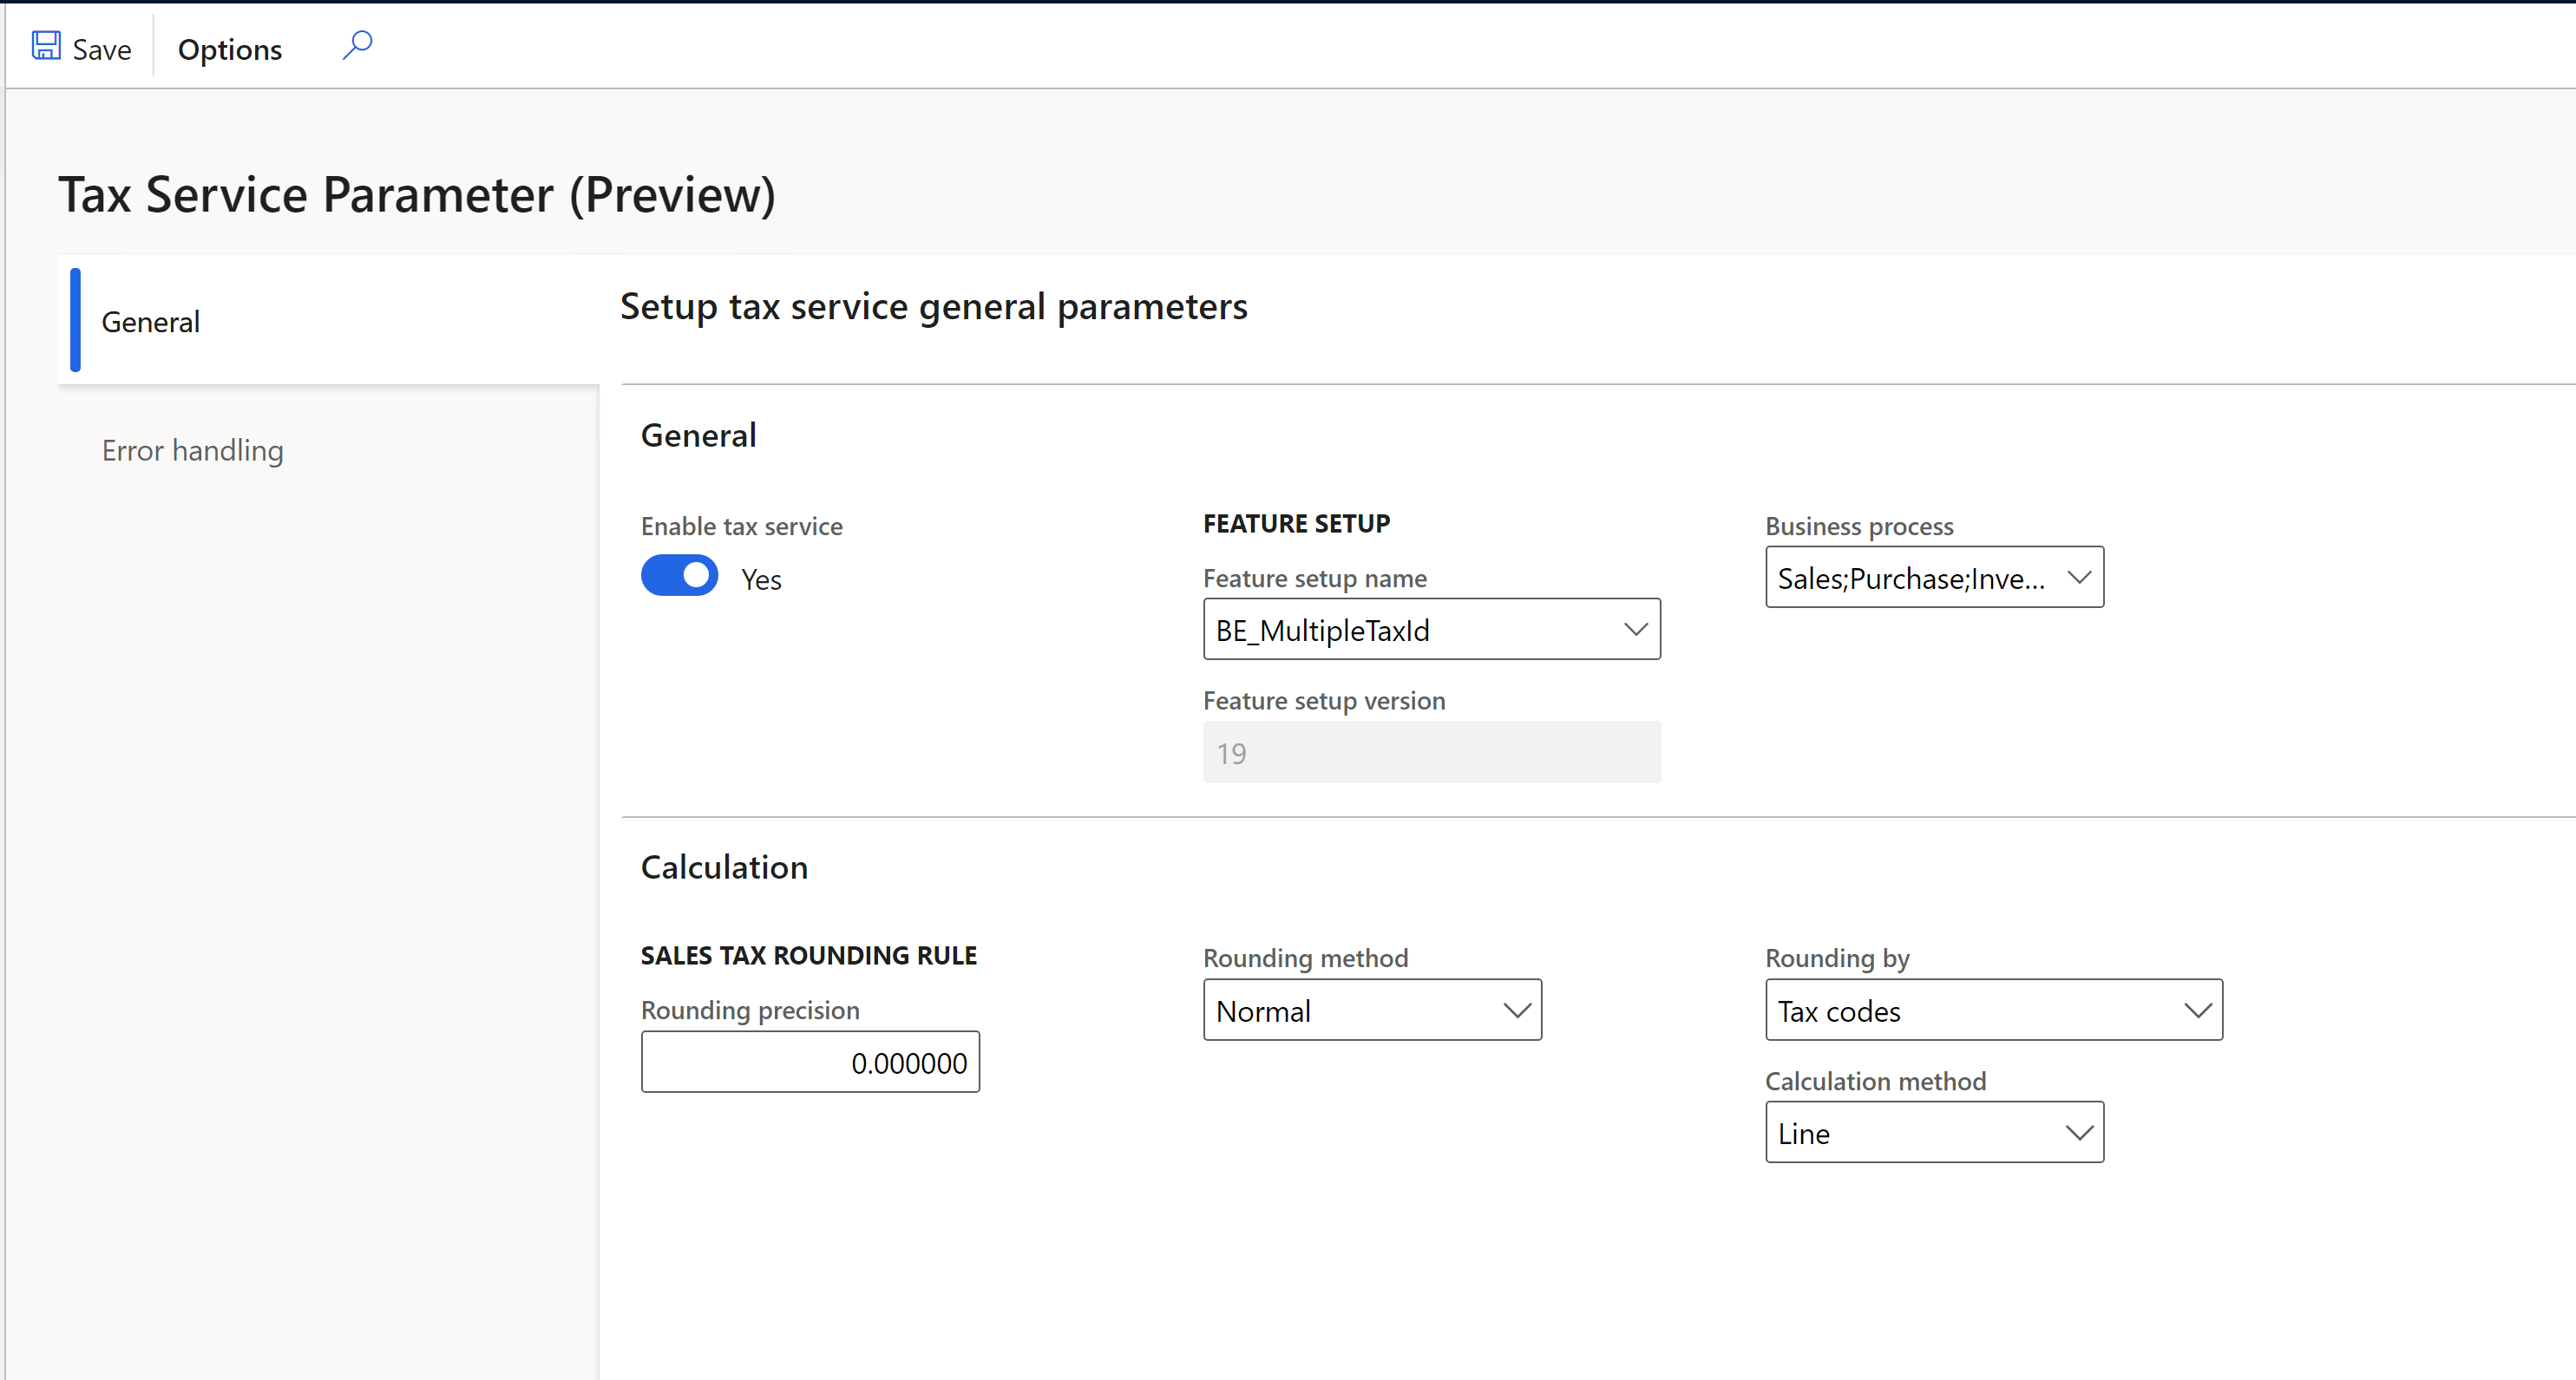 Save
Options
Tax Service Parameter (Preview)
General
Error handling
Setup tax service general parameters
General
Enable tax service
Yes
FEATURE SETUP
Feature setup name
BE_MultipleTaxId
Feature setup version
19
Business process
Sales;Purchase;Inve...
Calculation
SALES TAX ROUNDING RULE
Rounding precision
0.000000
Rounding method
Normal
Rounding by
Tax codes
Calculation method
Line